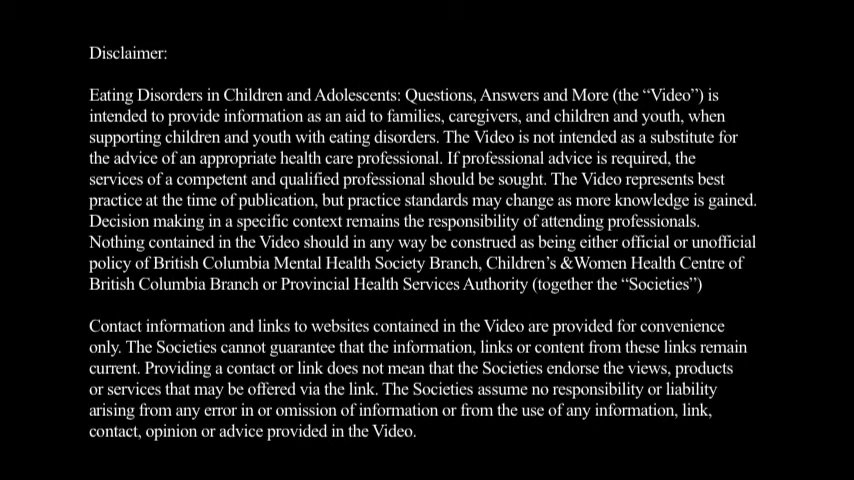 Disclaimer:
Eating Disorders in Children and Adolescents: Questions, Answers and More (the “Video”) is
intended to provide information as an aid to families, caregivers, and children and youth, when
supporting children and youth with eating disorders. The Video is not intended as a substitute for
the advice of an appropriate health care professional. If professional advice is required, the
services of a competent and qualified professional should be sought. The Video represents best
practice at the time of publication, but practice standards may change as more knowledge is gained.
Decision making in a specific context remains the responsibility of attending professionals.
Nothing contained in the Video should in any way be construed as being either official or unofficial
policy of British Columbia Mental Health Society Branch, Children’s &Women Health Centre of
British Columbia Branch or Provincial Health Services Authority (together the “Societies”)
Contact information and links to websites contained in the Video are provided for convenience
only. The Societies cannot guarantee that the information, links or content from these links remain
current. Providing a contact or link does not mean that the Societies endorse the views, products
or services that may be offered via the link. The Societies assume no responsibility or liability
arising from any error in or omission of information or from the use of any information, link,
contact, opinion or advice provided in the Video.